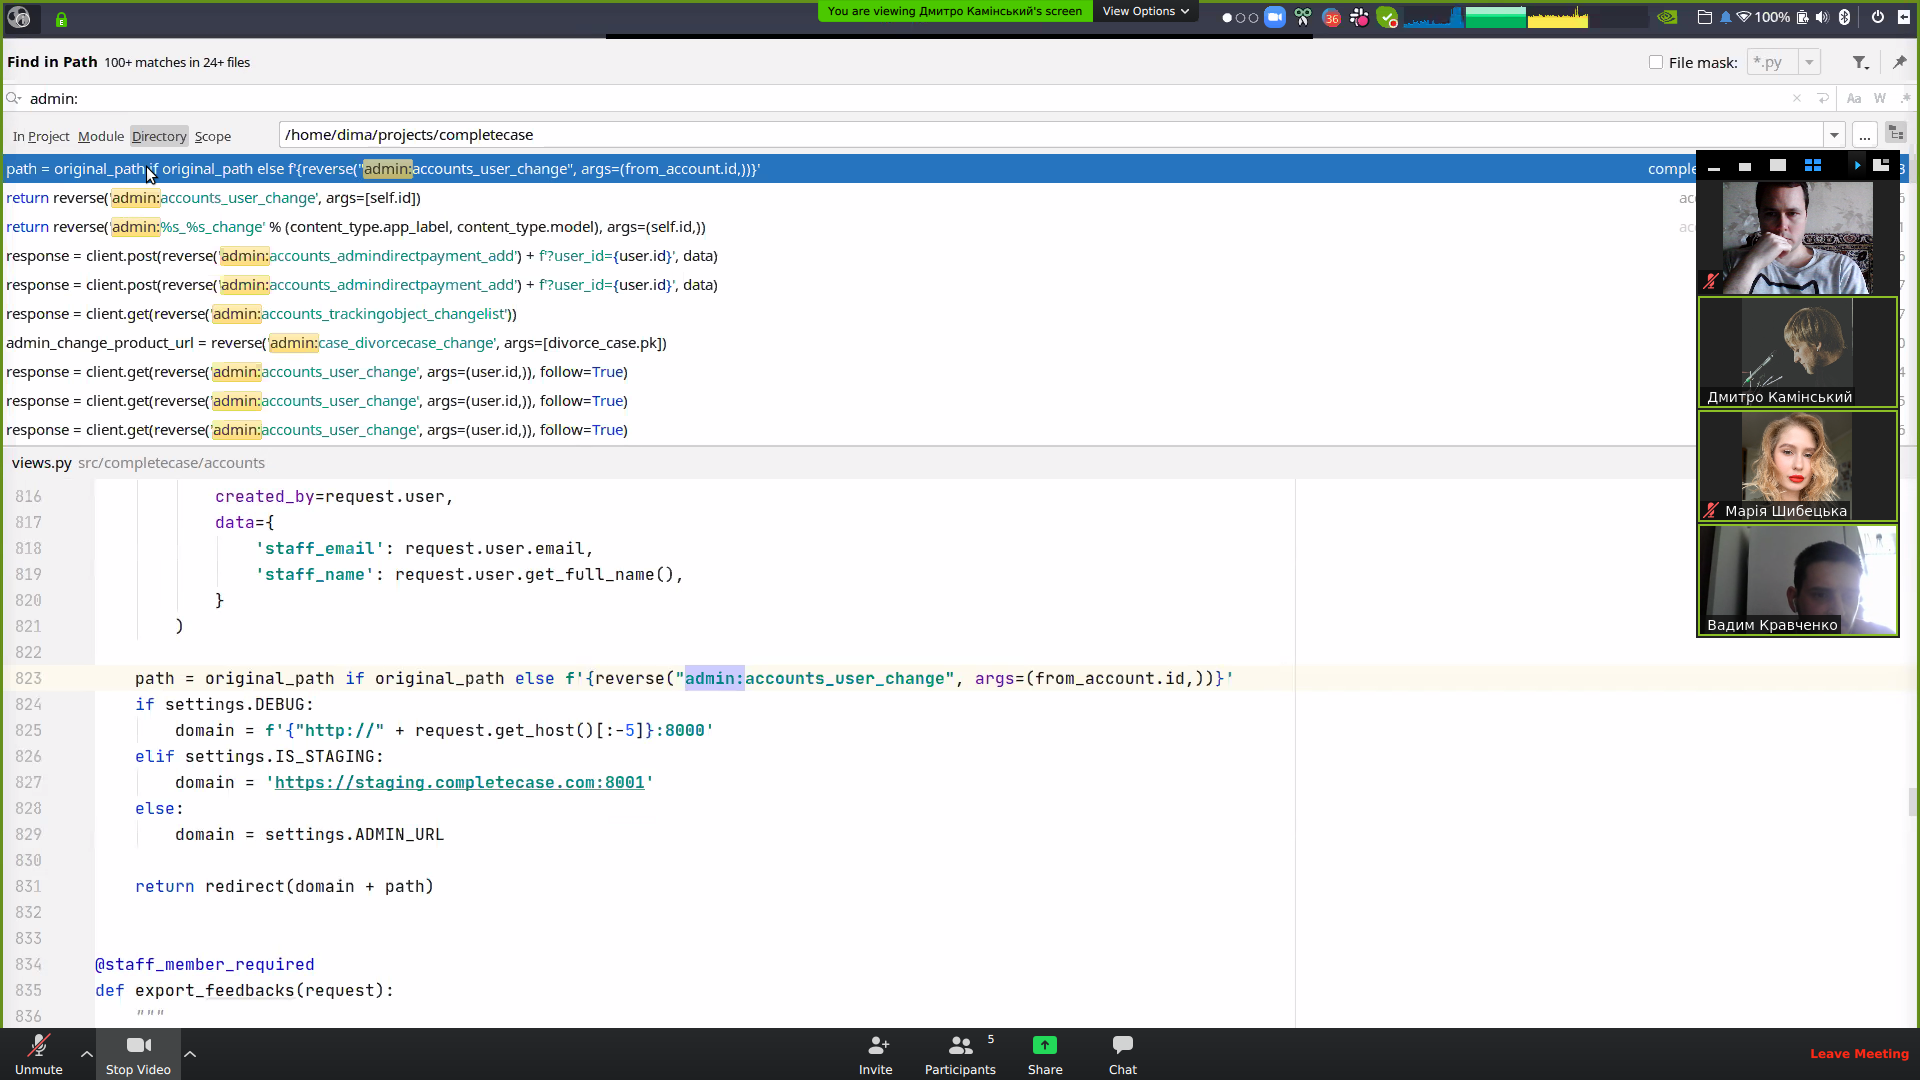 You are viewing Дмитро Камінський's screen
View Options
36
100%
Find in Path 100+ matches in 24+ files
File mask: *.py
admin:
Aa W .*
In Project Module Directory Scope /home/dima/projects/completecase ...
path = original_path if original_path else f'{reverse("admin:accounts_user_change", args=(from_account.id,))}'
return reverse('admin:accounts_user_change', args=[self.id])
return reverse('admin:%s_%s_change' % (content_type.app_label, content_type.model), args=(self.id,))
response = client.post(reverse('admin:accounts_admindirectpayment_add') + f'?user_id={user.id}', data)
response = client.post(reverse('admin:accounts_admindirectpayment_add') + f'?user_id={user.id}', data)
response = client.get(reverse('admin:accounts_trackingobject_changelist'))
admin_change_product_url = reverse('admin:case_divorcecase_change', args=[divorce_case.pk])
response = client.get(reverse('admin:accounts_user_change', args=(user.id,)), follow=True)
response = client.get(reverse('admin:accounts_user_change', args=(user.id,)), follow=True)
response = client.get(reverse('admin:accounts_user_change', args=(user.id,)), follow=True)
Дмитро Камінський
Марія Шибецька
Вадим Кравченко
views.py src/completecase/accounts
816 created_by=request.user,
817 data={
818 'staff_email': request.user.email,
819 'staff_name': request.user.get_full_name(),
820 }
821 )
822
823 path = original_path if original_path else f'{reverse("admin:accounts_user_change", args=(from_account.id,))}'
824 if settings.DEBUG:
825 domain = f'{"http://" + request.get_host()[:-5]}:8000'
826 elif settings.IS_STAGING:
827 domain = 'https://staging.completecase.com:8001'
828 else:
829 domain = settings.ADMIN_URL
830
831 return redirect(domain + path)
832
833
834 @staff_member_required
835 def export_feedbacks(request):
836 """
Unmute
Stop Video
Invite
Participants 5
Share
Chat
Leave Meeting